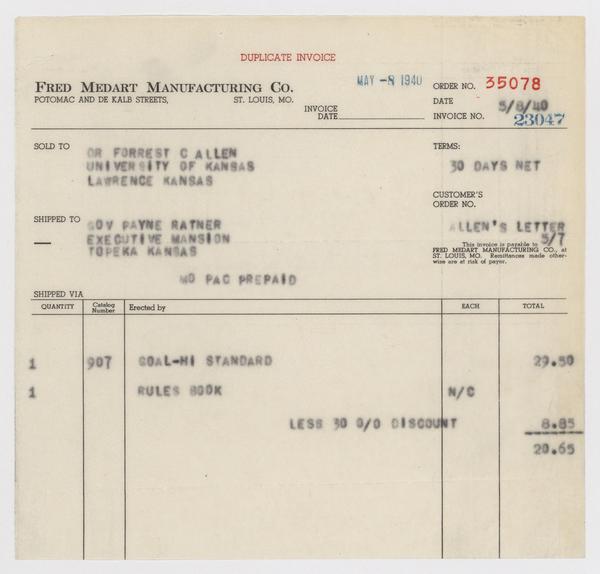 DUPLICATE INVOICE
FRED MEDART MANUFACTURING CO.
POTOMAC AND DE KALB STREETS, ST. LOUIS, MO.
MAY -8 1940
ORDER NO. 35078
INVOICE DATE
DATE 5/8/40
INVOICE NO. 23047
SOLD TO DR FORREST C ALLEN
UNIVERSITY OF KANSAS
LAWRENCE KANSAS
TERMS:
30 DAYS NET
CUSTOMER'S
ORDER NO.
SHIPPED TO GOV PAYNE RATNER
EXECUTIVE MANSION
TOPEKA KANSAS
ALLEN'S LETTER
5/7
This invoice is payable to
FRED MEDART MANUFACTURING CO., at
ST. LOUIS, MO. Remittances made other-
wise are at risk of payor.
MO PAC PREPAID
SHIPPED VIA
QUANTITY Catalog Number Erected by EACH TOTAL
1 907 GOAL-HI STANDARD 29.50
1 RULES BOOK N/C
LESS 30 O/O DISCOUNT 8.85
20.65